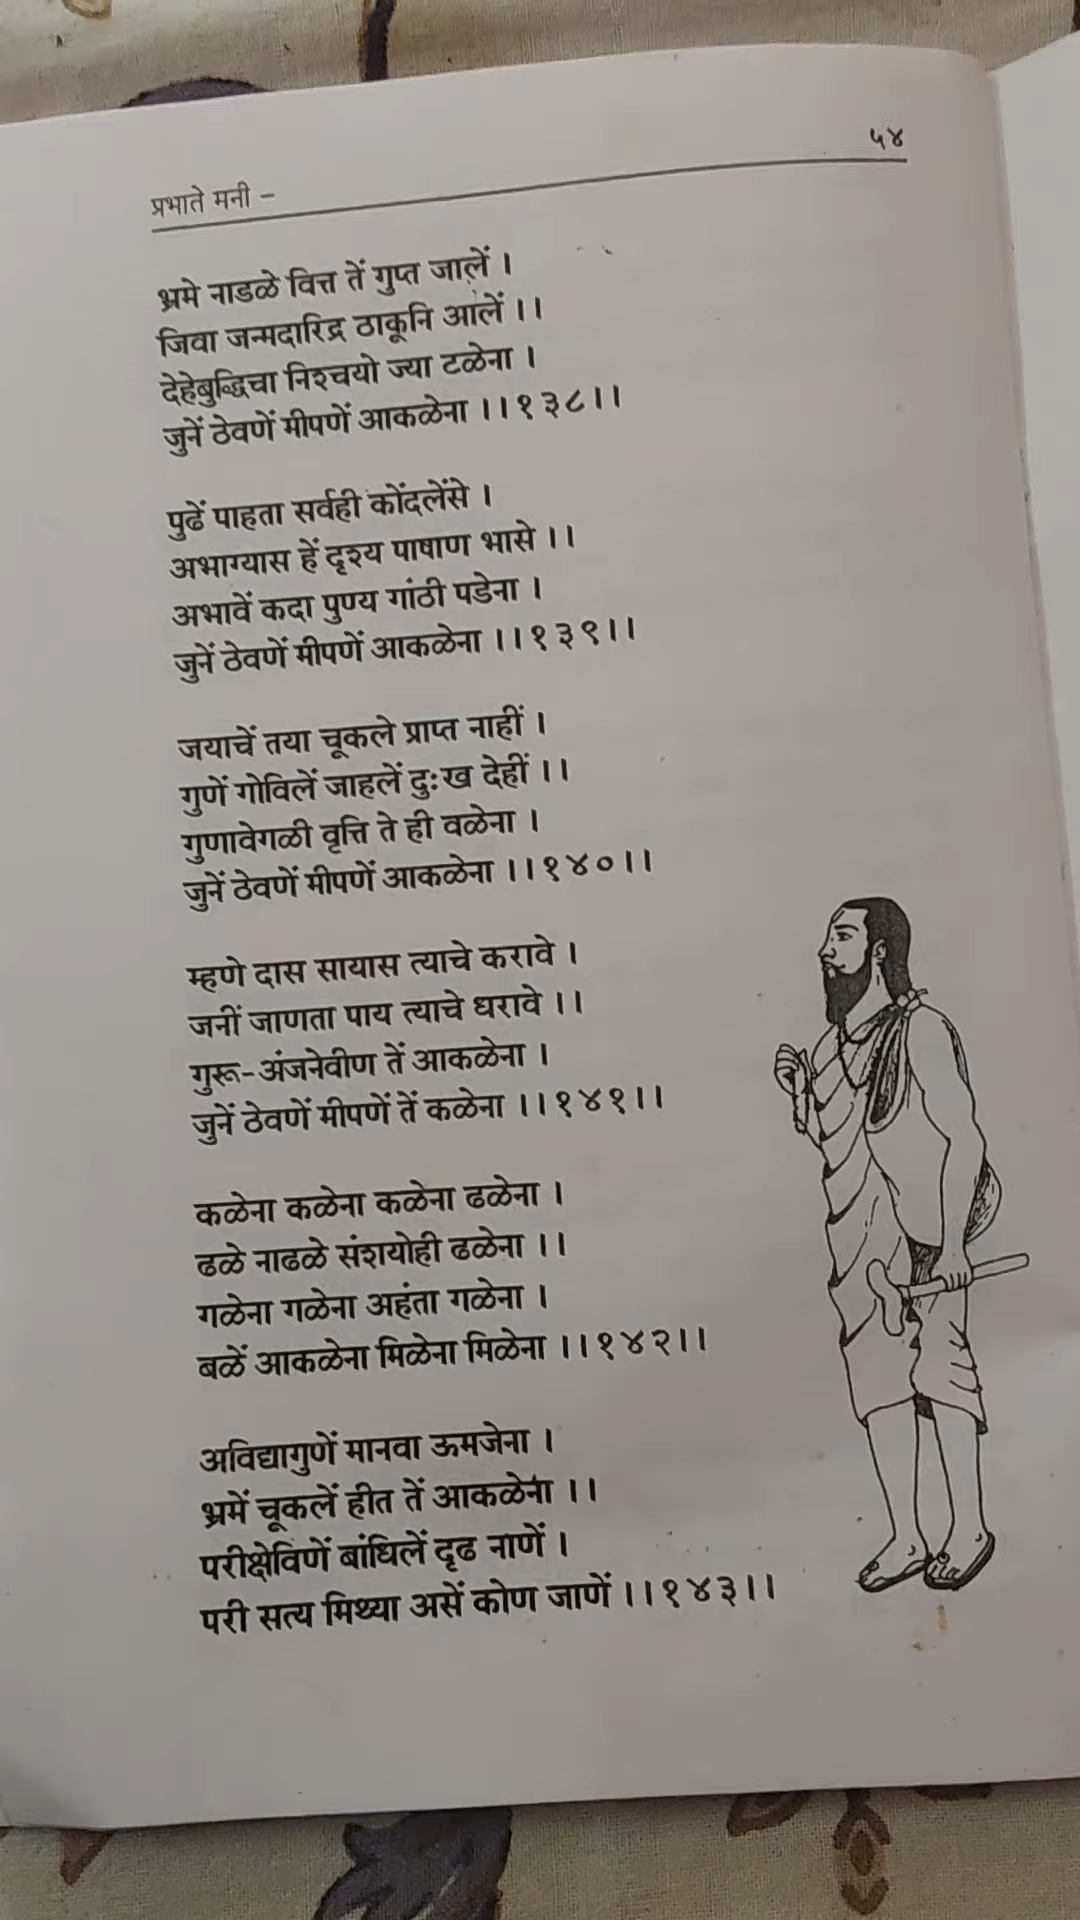 ५४
प्रभाते मनी -
भ्रमे नाडळे वित्त तें गुप्त जालें ।
जिवा जन्मदारिद्र ठाकूनि आलें ।।
देहेबुद्धिचा निश्चयो ज्या टळेना ।
जुनें ठेवणें मीपणें आकळेना ।।१३८।।
पुढें पाहता सर्वही कोंदलेंसे ।
अभाग्यास हें दृश्य पाषाण भासे ।।
अभावें कदा पुण्य गांठी पडेना ।
जुनें ठेवणें मीपणें आकळेना ।।१३९।।
जयाचें तया चूकले प्राप्त नाहीं ।
गुणें गोविलें जाहलें दुःख देहीं ।।
गुणावेगळी वृत्ति ते ही वळेना ।
जुनें ठेवणें मीपणें आकळेना ।।१४०।।
म्हणे दास सायास त्याचे करावे ।
जनीं जाणता पाय त्याचे धरावे ।।
गुरू-अंजनेवीण तें आकळेना ।
जुनें ठेवणें मीपणें तें कळेना ।।१४१।।
कळेना कळेना कळेना ढळेना ।
ढळे नाढळे संशयोही ढळेना ।।
गळेना गळेना अहंता गळेना ।
बळें आकळेना मिळेना मिळेना ।।१४२।।
अविद्यागुणें मानवा ऊमजेना ।
भ्रमें चूकलें हीत तें आकळेना ।।
परीक्षेविणें बांधिलें दृढ नाणें ।
परी सत्य मिथ्या असें कोण जाणें ।।१४३।।